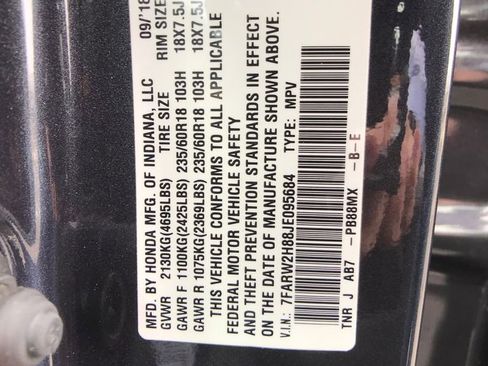 MFD. BY HONDA MFG. OF INDIANA, LLC 09/'18
GVWR 2130KG(4695LBS) TIRE SIZE RIM SIZE
GAWR F 1100KG(2425LBS) 235/60R18 103H 18X7.5J
GAWR R 1075KG(2369LBS) 235/60R18 103H 18X7.5J
THIS VEHICLE CONFORMS TO ALL APPLICABLE
FEDERAL MOTOR VEHICLE SAFETY
AND THEFT PREVENTION STANDARDS IN EFFECT
ON THE DATE OF MANUFACTURE SHOWN ABOVE.
V.I.N.: 7FARW2H88JE095684 TYPE: MPV
TNR J AB7 -PB88MX -B-E